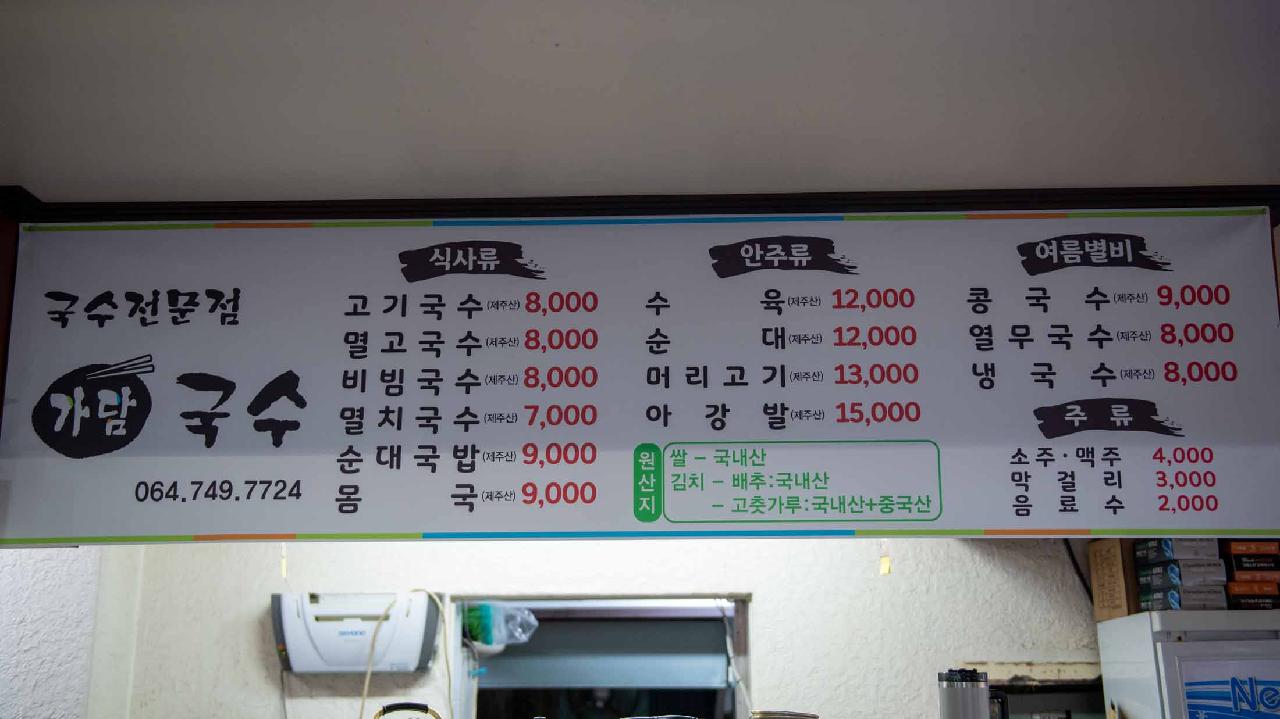 국수전문점
가담 국수
064.749.7724
식사류
고기국수(제주산) 8,000
멸고국수(제주산) 8,000
비빔국수(제주산) 8,000
멸치국수(제주산) 7,000
순대국밥(제주산) 9,000
몸국(제주산) 9,000
안주류
수육(제주산) 12,000
순대(제주산) 12,000
머리고기(제주산) 13,000
아강발(제주산) 15,000
원산지
쌀 - 국내산
김치 - 배추:국내산
- 고춧가루:국내산+중국산
여름별비
콩국수(제주산) 9,000
열무국수(제주산) 8,000
냉국수(제주산) 8,000
주류
소주·맥주 4,000
막걸리 3,000
음료수 2,000
Ne